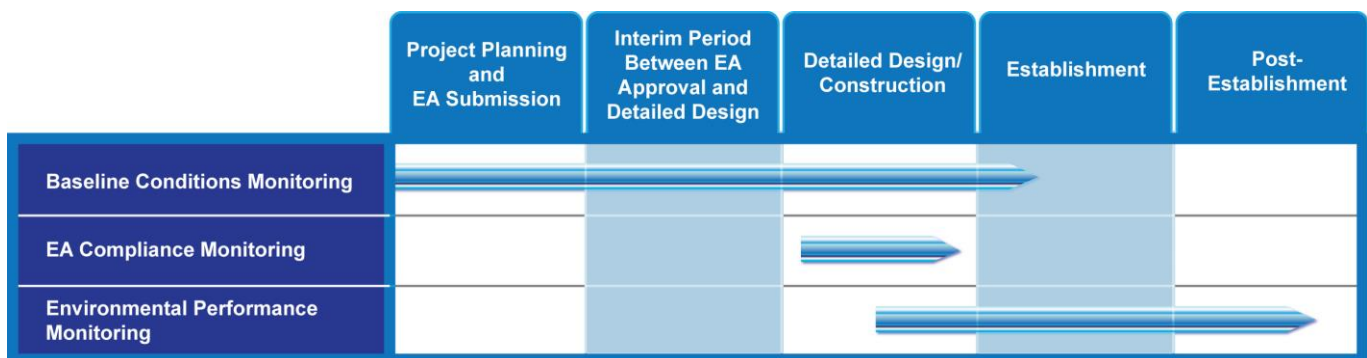 Project Planning
and
EA Submission
Interim Period
Between EA
Approval and
Detailed Design
Detailed Design/
Construction
Establishment
Post-
Establishment
Baseline Conditions Monitoring
EA Compliance Monitoring
Environmental Performance
Monitoring